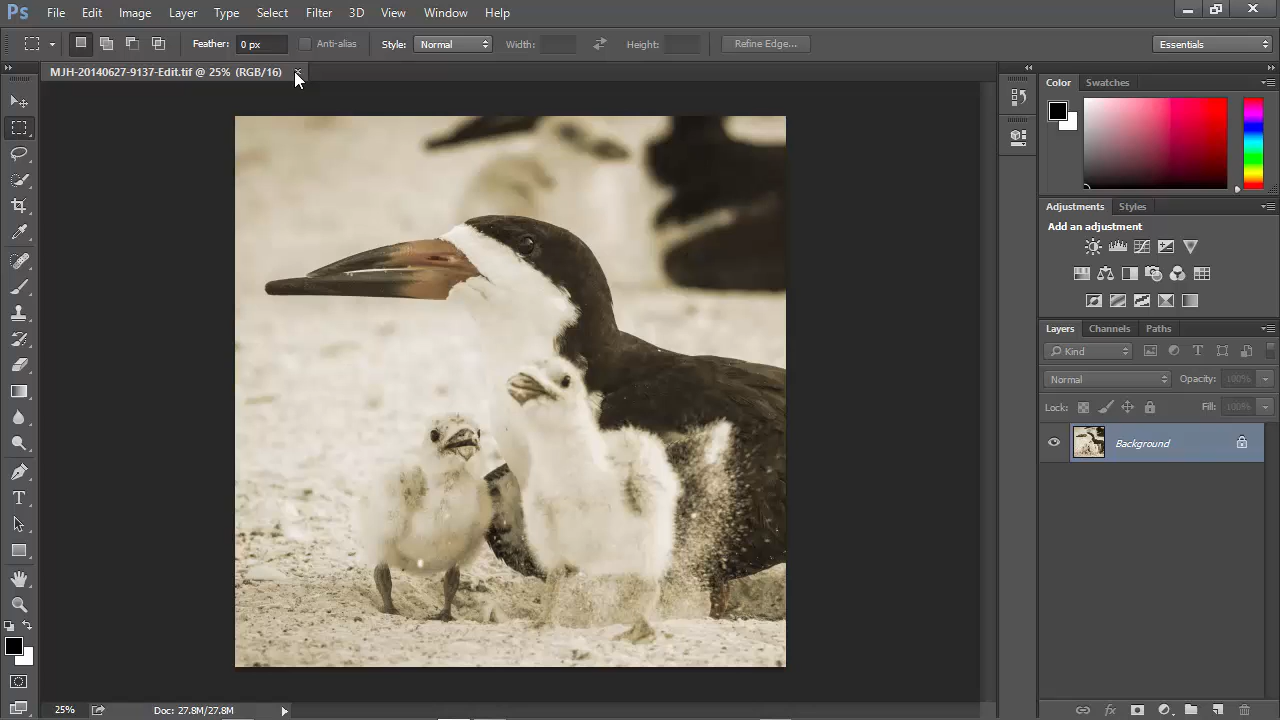 Ps File Edit Image Layer Type Select Filter 3D View Window Help
Feather: 0 px Anti-alias Style: Normal Width: Height: Refine Edge... Essentials
MJH-20140627-9137-Edit.tif @ 25% (RGB/16)
Color Swatches
Adjustments Styles
Add an adjustment
Layers Channels Paths
Kind
Normal Opacity: 100%
Lock: Fill: 100%
Background
25% Doc: 27.8M/27.8M